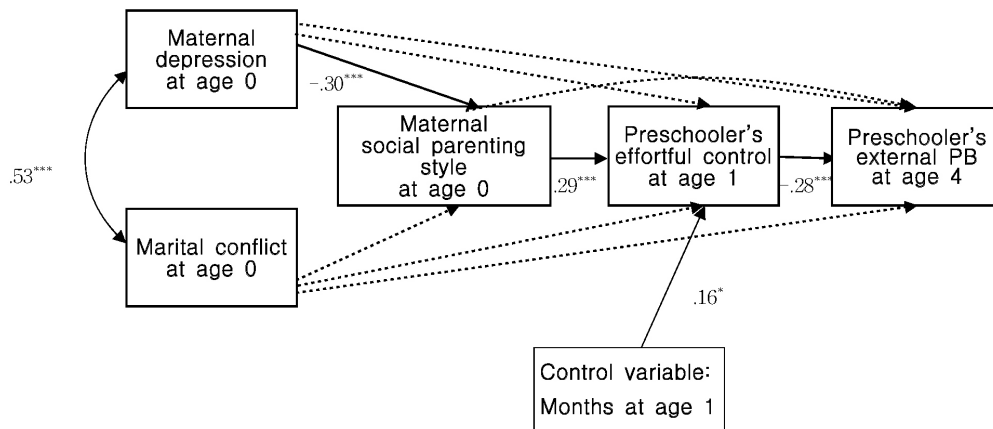 Maternal
depression
at age 0
-.30***
.53***
Maternal
social parenting
style
at age 0
.29***
Preschooler's
effortful control
at age 1
-.28***
Preschooler's
external PB
at age 4
Marital conflict
at age 0
.16*
Control variable:
Months at age 1